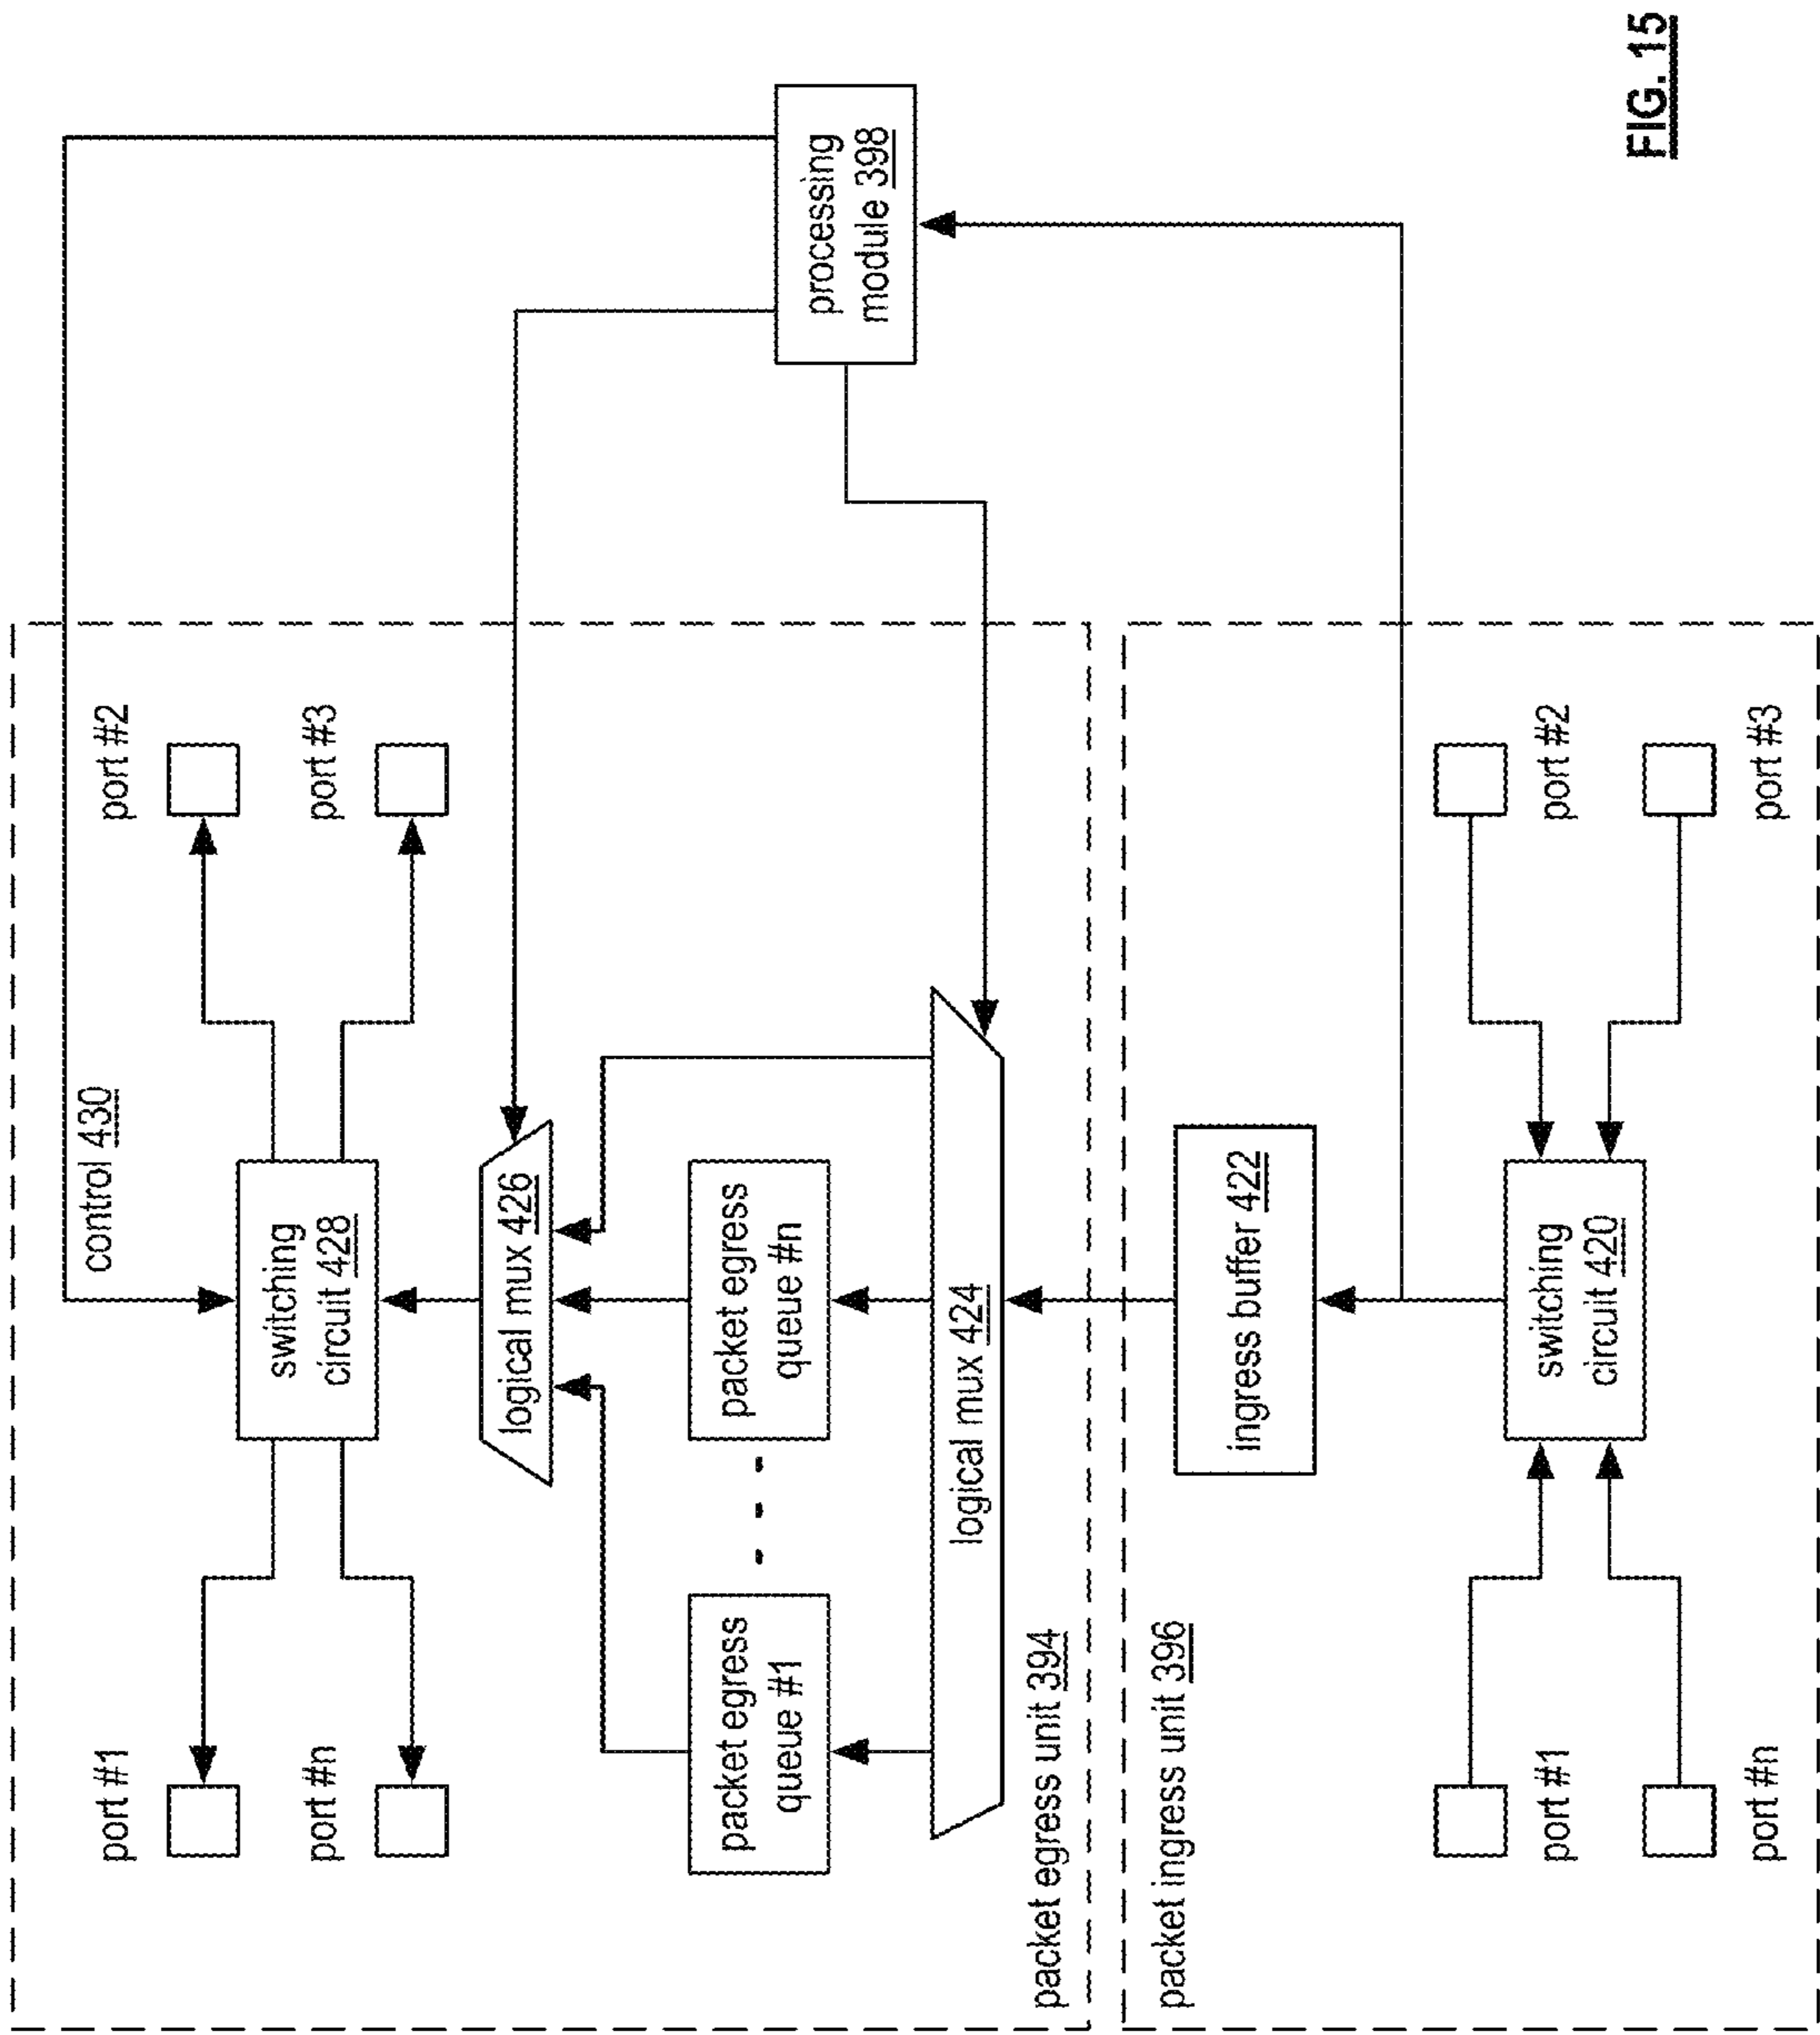 port #1
port #n
control 430
switching
circuit 428
port #2
port #3
logical mux 426
packet egress
queue #1
packet egress
queue #n
logical mux 424
packet egress unit 394
processing
module 398
packet ingress unit 396
ingress buffer 422
switching
circuit 420
port #1
port #n
port #2
port #3
FIG. 15